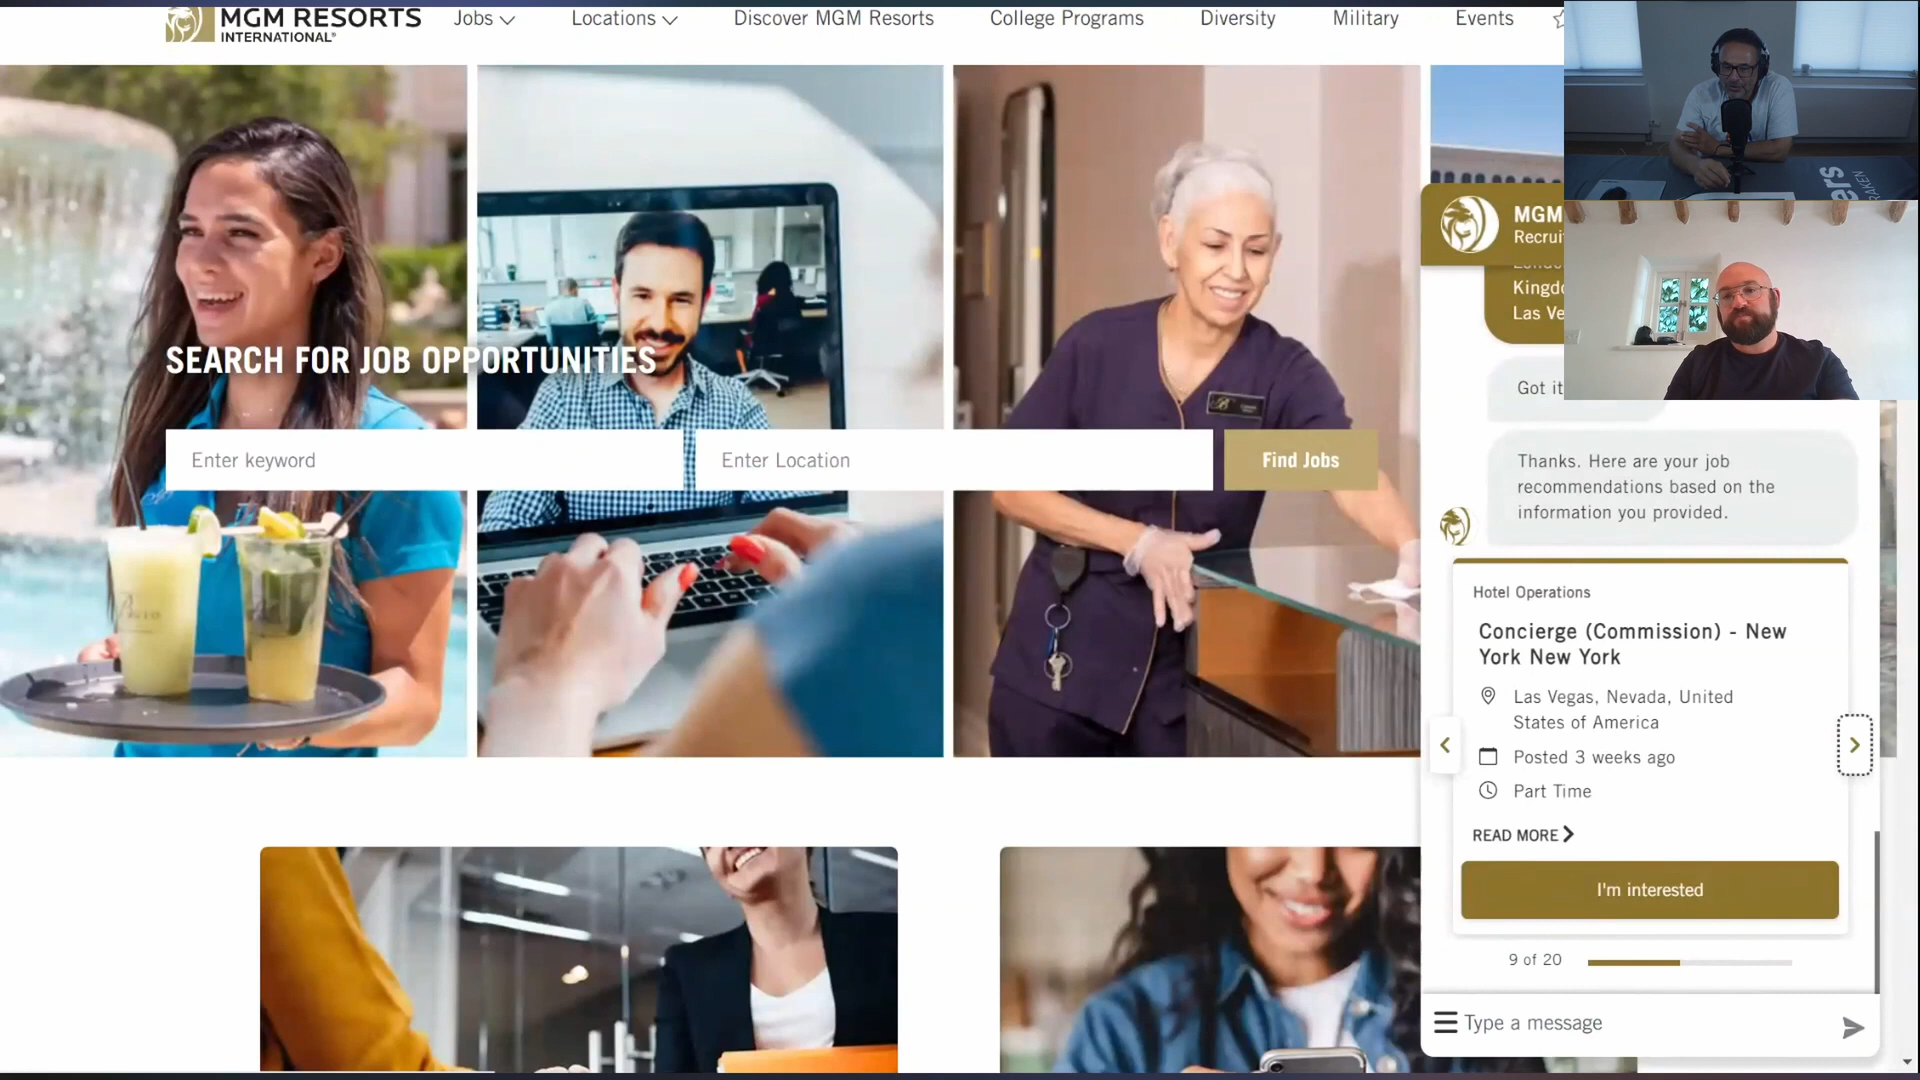 MGM RESORTS
INTERNATIONAL®
Jobs
Locations
Discover MGM Resorts
College Programs
Diversity
Military
Events
SEARCH FOR JOB OPPORTUNITIES
Enter keyword
Enter Location
Find Jobs
MGM
Recrui
Kingdo
Las Ve
Got it
Thanks. Here are your job
recommendations based on the
information you provided.
Hotel Operations
Concierge (Commission) - New
York New York
Las Vegas, Nevada, United
States of America
Posted 3 weeks ago
Part Time
READ MORE
I'm interested
9 of 20
Type a message
ers
RAKEN